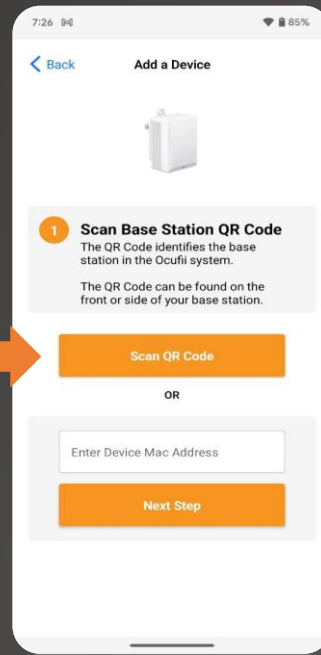 7:26 85%
Back Add a Device
1 Scan Base Station QR Code
The QR Code identifies the base
station in the Ocufii system.
The QR Code can be found on the
front or side of your base station.
Scan QR Code
OR
Enter Device Mac Address
Next Step